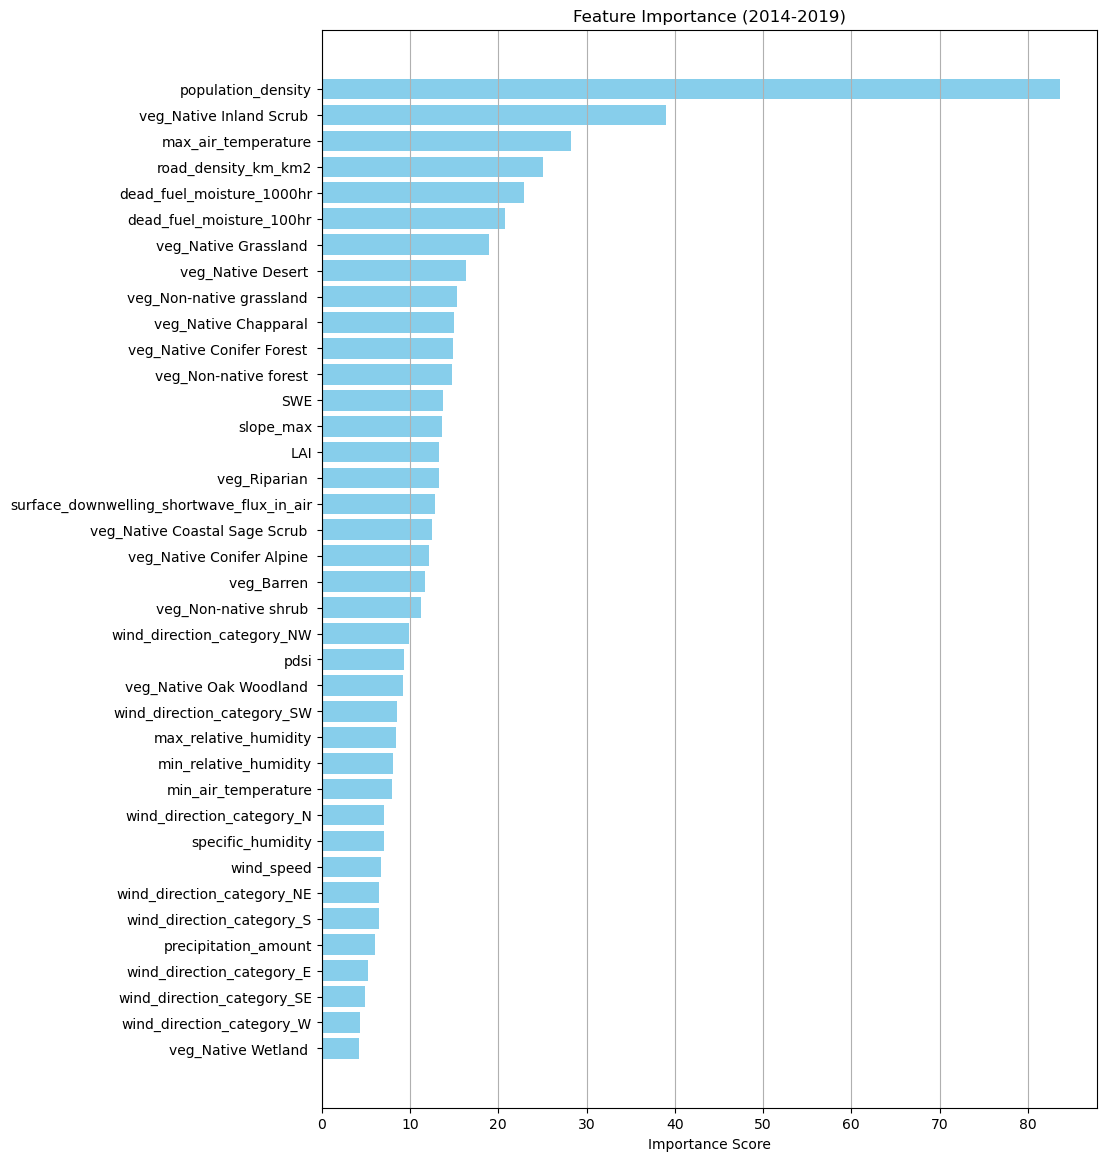 Feature Importance (2014-2019)
population_density
veg_Native Inland Scrub
max_air_temperature
road_density_km_km2
dead_fuel_moisture_1000hr
dead_fuel_moisture_100hr
veg_Native Grassland
veg_Native Desert
veg_Non-native grassland
veg_Native Chapparal
veg_Native Conifer Forest
veg_Non-native forest
SWE
slope_max
LAI
veg_Riparian
surface_downwelling_shortwave_flux_in_air
veg_Native Coastal Sage Scrub
veg_Native Conifer Alpine
veg_Barren
veg_Non-native shrub
wind_direction_category_NW
pdsi
veg_Native Oak Woodland
wind_direction_category_SW
max_relative_humidity
min_relative_humidity
min_air_temperature
wind_direction_category_N
specific_humidity
wind_speed
wind_direction_category_NE
wind_direction_category_S
precipitation_amount
wind_direction_category_E
wind_direction_category_SE
wind_direction_category_W
veg_Native Wetland
0 10 20 30 40 50 60 70 80
Importance Score